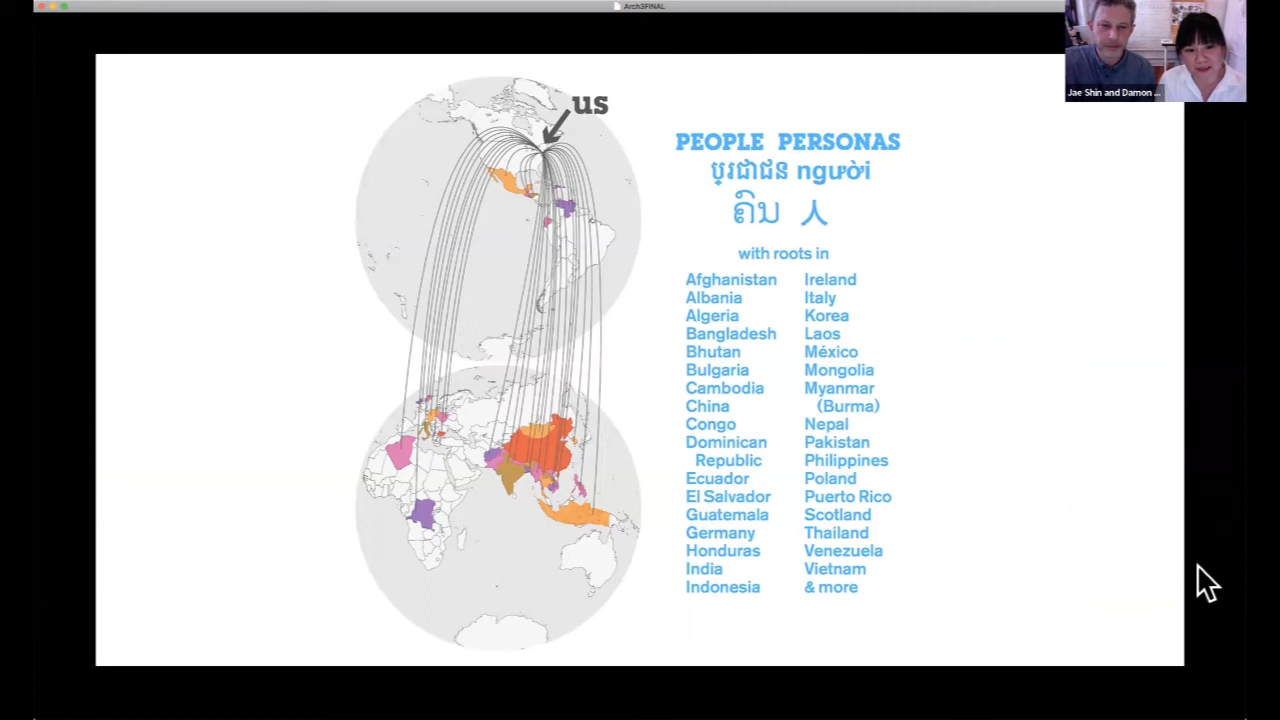 Arch3FINAL
Jae Shin and Damon ...
us
PEOPLE PERSONAS
ប្រជាជន người
ຄົນ 人
with roots in
Afghanistan
Albania
Algeria
Bangladesh
Bhutan
Bulgaria
Cambodia
China
Congo
Dominican
Republic
Ecuador
El Salvador
Guatemala
Germany
Honduras
India
Indonesia
Ireland
Italy
Korea
Laos
México
Mongolia
Myanmar
(Burma)
Nepal
Pakistan
Philippines
Poland
Puerto Rico
Scotland
Thailand
Venezuela
Vietnam
& more